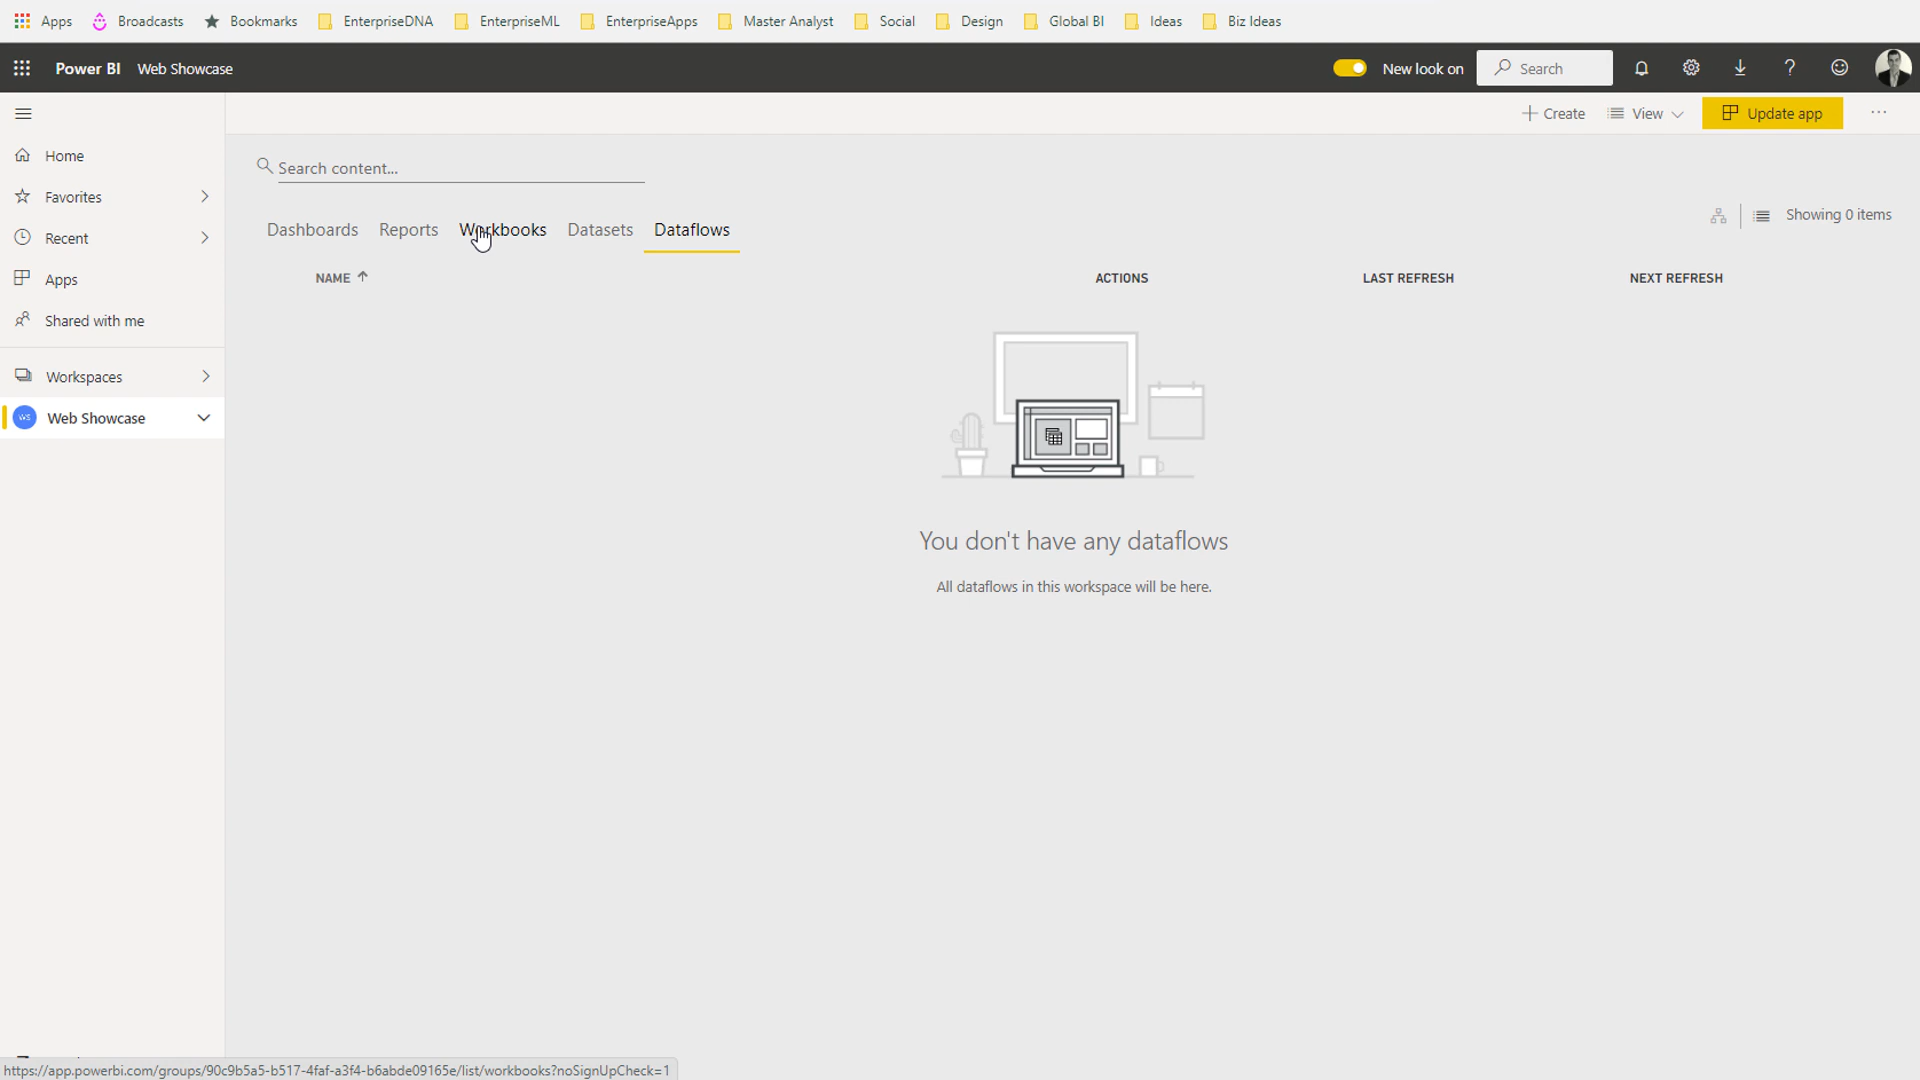 Apps Broadcasts Bookmarks EnterpriseDNA EnterpriseML EnterpriseApps Master Analyst Social Design Global BI Ideas Biz Ideas
Power BI Web Showcase New look on Search ?
+ Create View Update app ...
Home
Search content...
Favorites
Showing 0 items
Dashboards Reports Workbooks Datasets Dataflows
Recent
NAME ACTIONS LAST REFRESH NEXT REFRESH
Apps
Shared with me
Workspaces
WS Web Showcase
You don't have any dataflows
All dataflows in this workspace will be here.
https://app.powerbi.com/groups/90c9b5a5-b517-4faf-a3f4-b6abde09165e/list/workbooks?noSignUpCheck=1